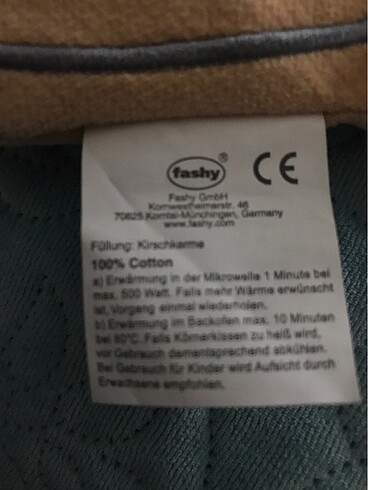 fashy® CE
Fashy GmbH
Kornwestheimerstr. 46
70825 Korntal-Münchingen, Germany
www.fashy.com
Füllung: Kirschkerne
100% Cotton
a) Erwärmung in der Mikrowelle 1 Minute bei
max. 500 Watt. Falls mehr Wärme erwünscht
ist, Vorgang einmal wiederholen.
b) Erwärmung im Backofen max. 10 Minuten
bei 80°C. Falls Körnerkissen zu heiß wird,
vor Gebrauch dementsprechend abkühlen.
Bei Gebrauch für Kinder wird Aufsicht durch
Erwachsene empfohlen.